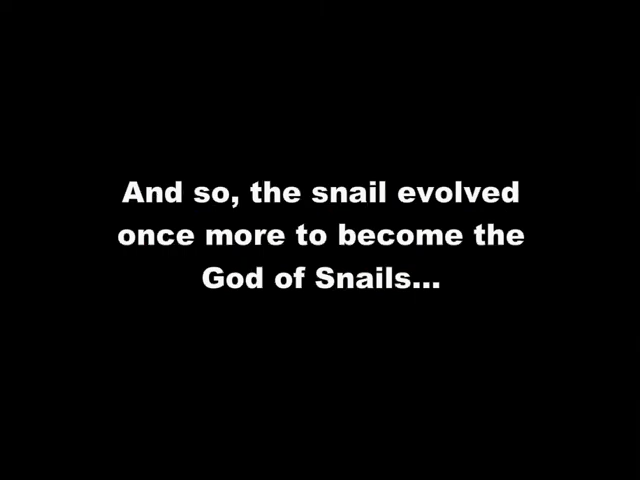 And so, the snail evolved
once more to become the
God of Snails...